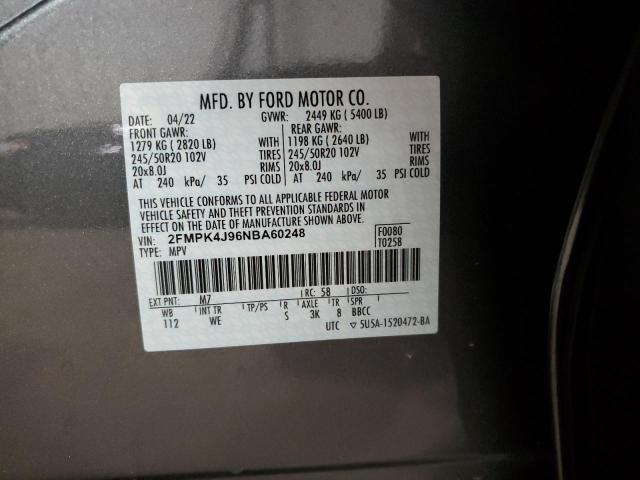 MFD. BY FORD MOTOR CO.
DATE: 04/22 GVWR: 2449 KG ( 5400 LB)
FRONT GAWR: REAR GAWR:
1279 KG ( 2820 LB) WITH 1198 KG ( 2640 LB) WITH
245/50R20 102V TIRES 245/50R20 102V TIRES
20x8.0J RIMS 20x8.0J RIMS
AT 240 kPa/ 35 PSI COLD AT 240 kPa/ 35 PSI COLD
THIS VEHICLE CONFORMS TO ALL APPLICABLE FEDERAL MOTOR
VEHICLE SAFETY AND THEFT PREVENTION STANDARDS IN
EFFECT ON THE DATE OF MANUFACTURE SHOWN ABOVE.
VIN: 2FMPK4J96NBA60248 F0080
TYPE: MPV T0258
EXT PNT: M7 RC: 58 DSO:
WB INT TR TP/PS R AXLE TR SPR
112 WE S 3K 8 BBCC
UTC ▽ 5U5A-1520472-BA